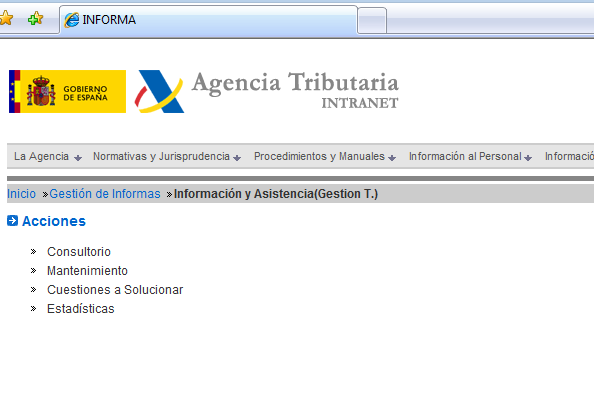 INFORMA
GOBIERNO
DE ESPAÑA
Agencia Tributaria
INTRANET
La Agencia Normativas y Jurisprudencia Procedimientos y Manuales Información al Personal Informació
Inicio »Gestión de Informas »Información y Asistencia(Gestion T.)
Acciones
» Consultorio
» Mantenimiento
» Cuestiones a Solucionar
» Estadísticas